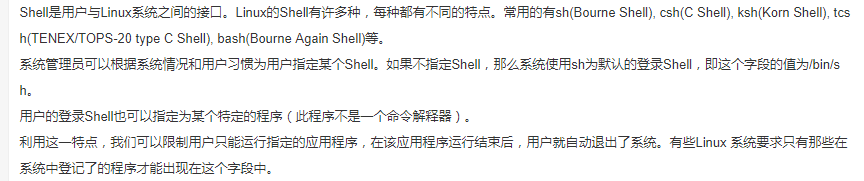 Shell是用户与Linux系统之间的接口。Linux的Shell有许多种，每种都有不同的特点。常用的有sh(Bourne Shell), csh(C Shell), ksh(Korn Shell), tcs
h(TENEX/TOPS-20 type C Shell), bash(Bourne Again Shell)等。
系统管理员可以根据系统情况和用户习惯为用户指定某个Shell。如果不指定Shell，那么系统使用sh为默认的登录Shell，即这个字段的值为/bin/s
h。
用户的登录Shell也可以指定为某个特定的程序（此程序不是一个命令解释器）。
利用这一特点，我们可以限制用户只能运行指定的应用程序，在该应用程序运行结束后，用户就自动退出了系统。有些Linux 系统要求只有那些在
系统中登记了的程序才能出现在这个字段中。